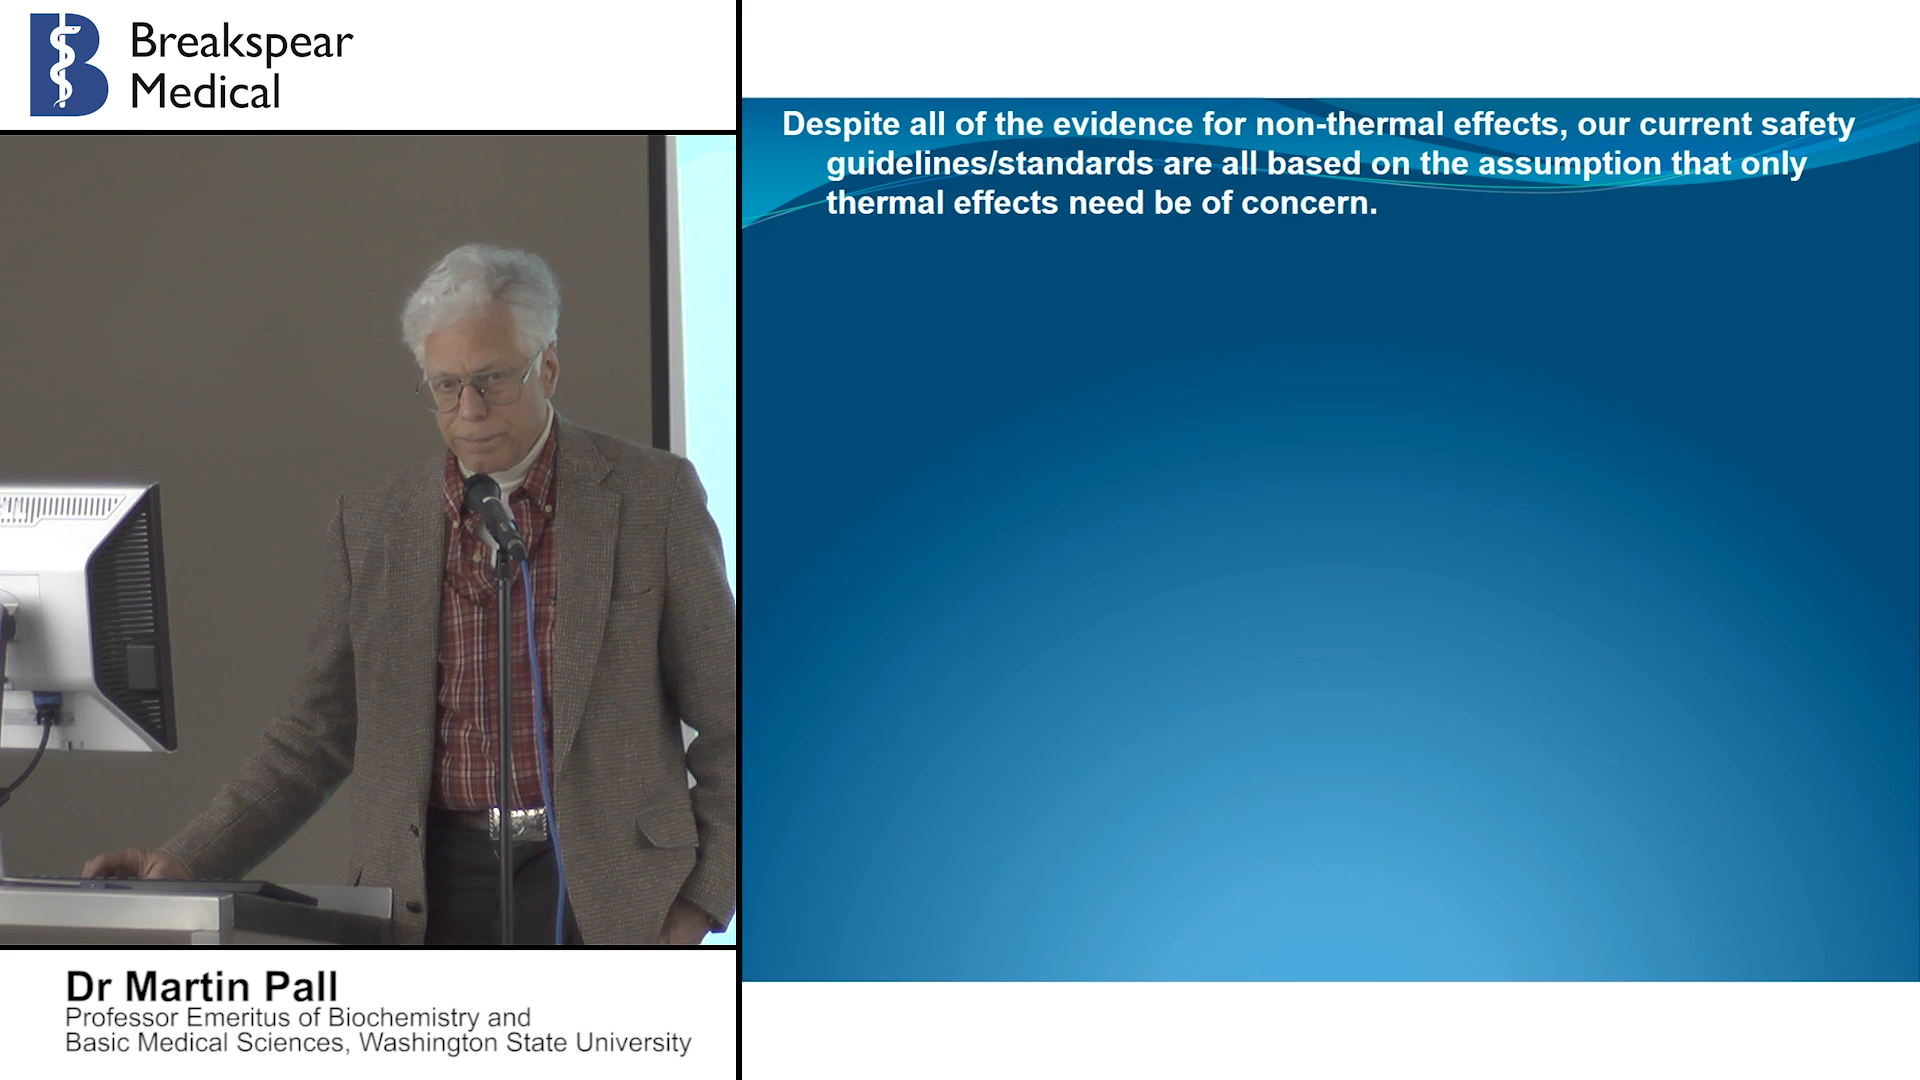 Breakspear
Medical
Despite all of the evidence for non-thermal effects, our current safety
guidelines/standards are all based on the assumption that only
thermal effects need be of concern.
Dr Martin Pall
Professor Emeritus of Biochemistry and
Basic Medical Sciences, Washington State University